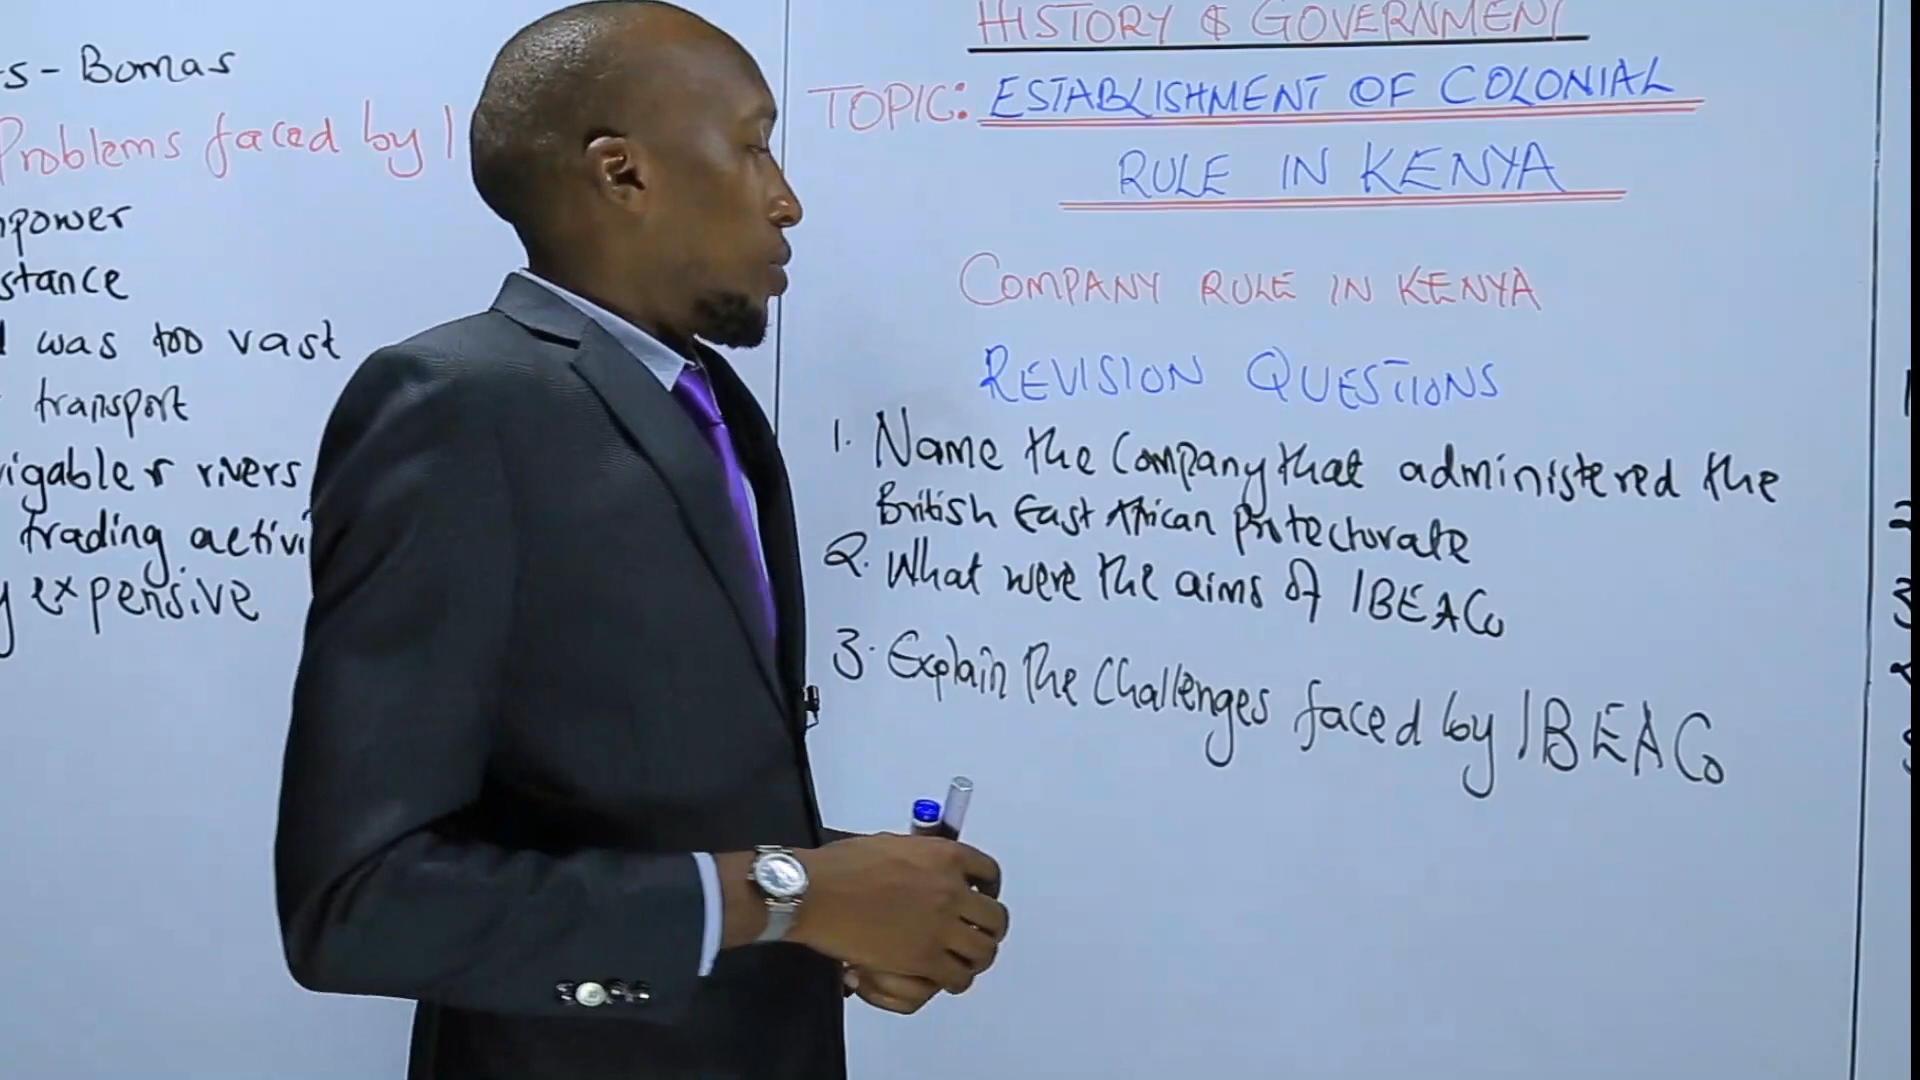 s - Bomas
Problems faced by I
power
stance
was too vast
transport
igable r rivers
trading activi
y expensive
HISTORY & GOVERNMENT
TOPIC: ESTABLISHMENT OF COLONIAL
RULE IN KENYA
COMPANY RULE IN KENYA
REVISION QUESTIONS
1. Name the Company that administered the
British East African protectorate
2. What were the aims of IBEACo
3. Explain the Challenges faced by IBEACo